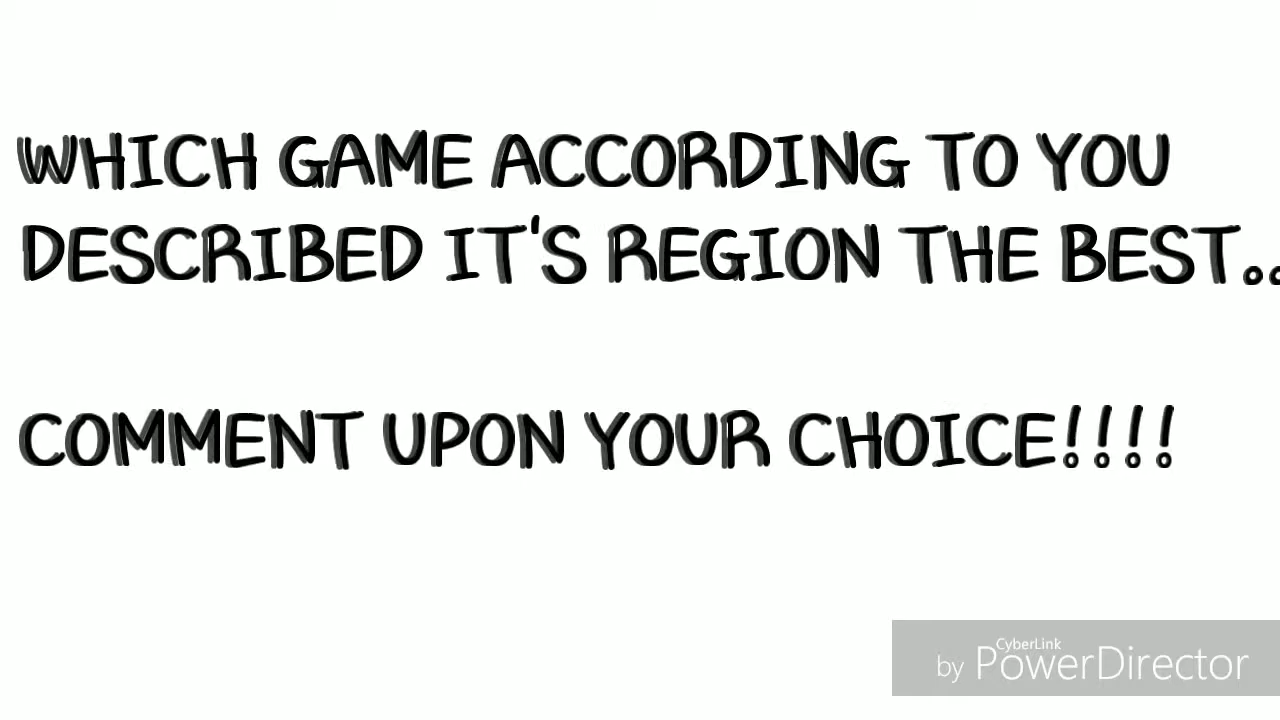 WHICH GAME ACCORDING TO YOU
DESCRIBED IT'S REGION THE BEST..
COMMENT UPON YOUR CHOICE!!!!
CyberLink
by PowerDirector